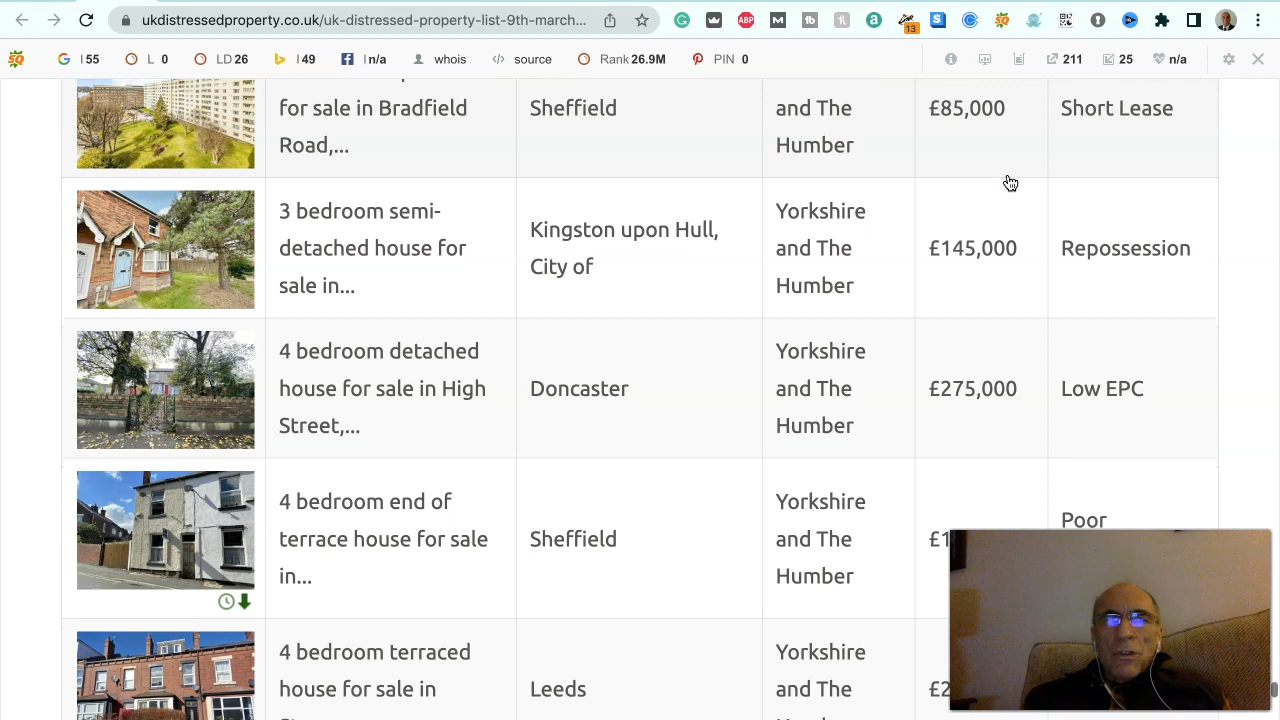 ukdistressedproperty.co.uk/uk-distressed-property-list-9th-march...
ABP
13
I 55
L 0
LD 26
I 49
I n/a
whois
source
Rank 26.9M
PIN 0
211
25
n/a
for sale in Bradfield
Road,...
Sheffield
and The
Humber
£85,000
Short Lease
3 bedroom semi-
detached house for
sale in...
Kingston upon Hull,
City of
Yorkshire
and The
Humber
£145,000
Repossession
4 bedroom detached
house for sale in High
Street,...
Doncaster
Yorkshire
and The
Humber
£275,000
Low EPC
4 bedroom end of
terrace house for sale
in...
Sheffield
Yorkshire
and The
Humber
£1
Poor
4 bedroom terraced
house for sale in
Leeds
Yorkshire
and The
£2